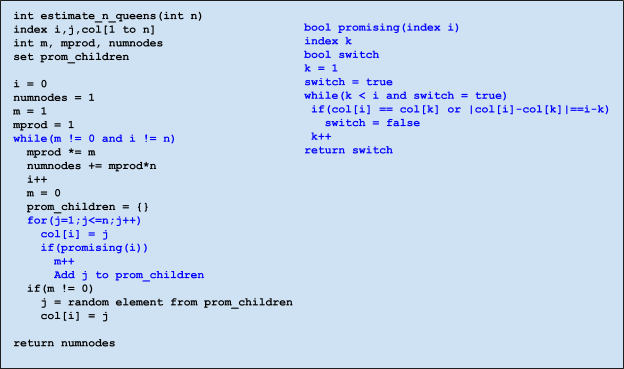 int estimate_n_queens(int n)
index i,j,col[1 to n]
int m, mprod, numnodes
set prom_children
i = 0
numnodes = 1
m = 1
mprod = 1
while(m != 0 and i != n)
mprod *= m
numnodes += mprod*n
i++
m = 0
prom_children = {}
for(j=1;j<=n;j++)
col[i] = j
if(promising(i))
m++
Add j to prom_children
if(m != 0)
j = random element from prom_children
col[i] = j
return numnodes
bool promising(index i)
index k
bool switch
k = 1
switch = true
while(k < i and switch = true)
if(col[i] == col[k] or |col[i]-col[k]|==i-k)
switch = false
k++
return switch